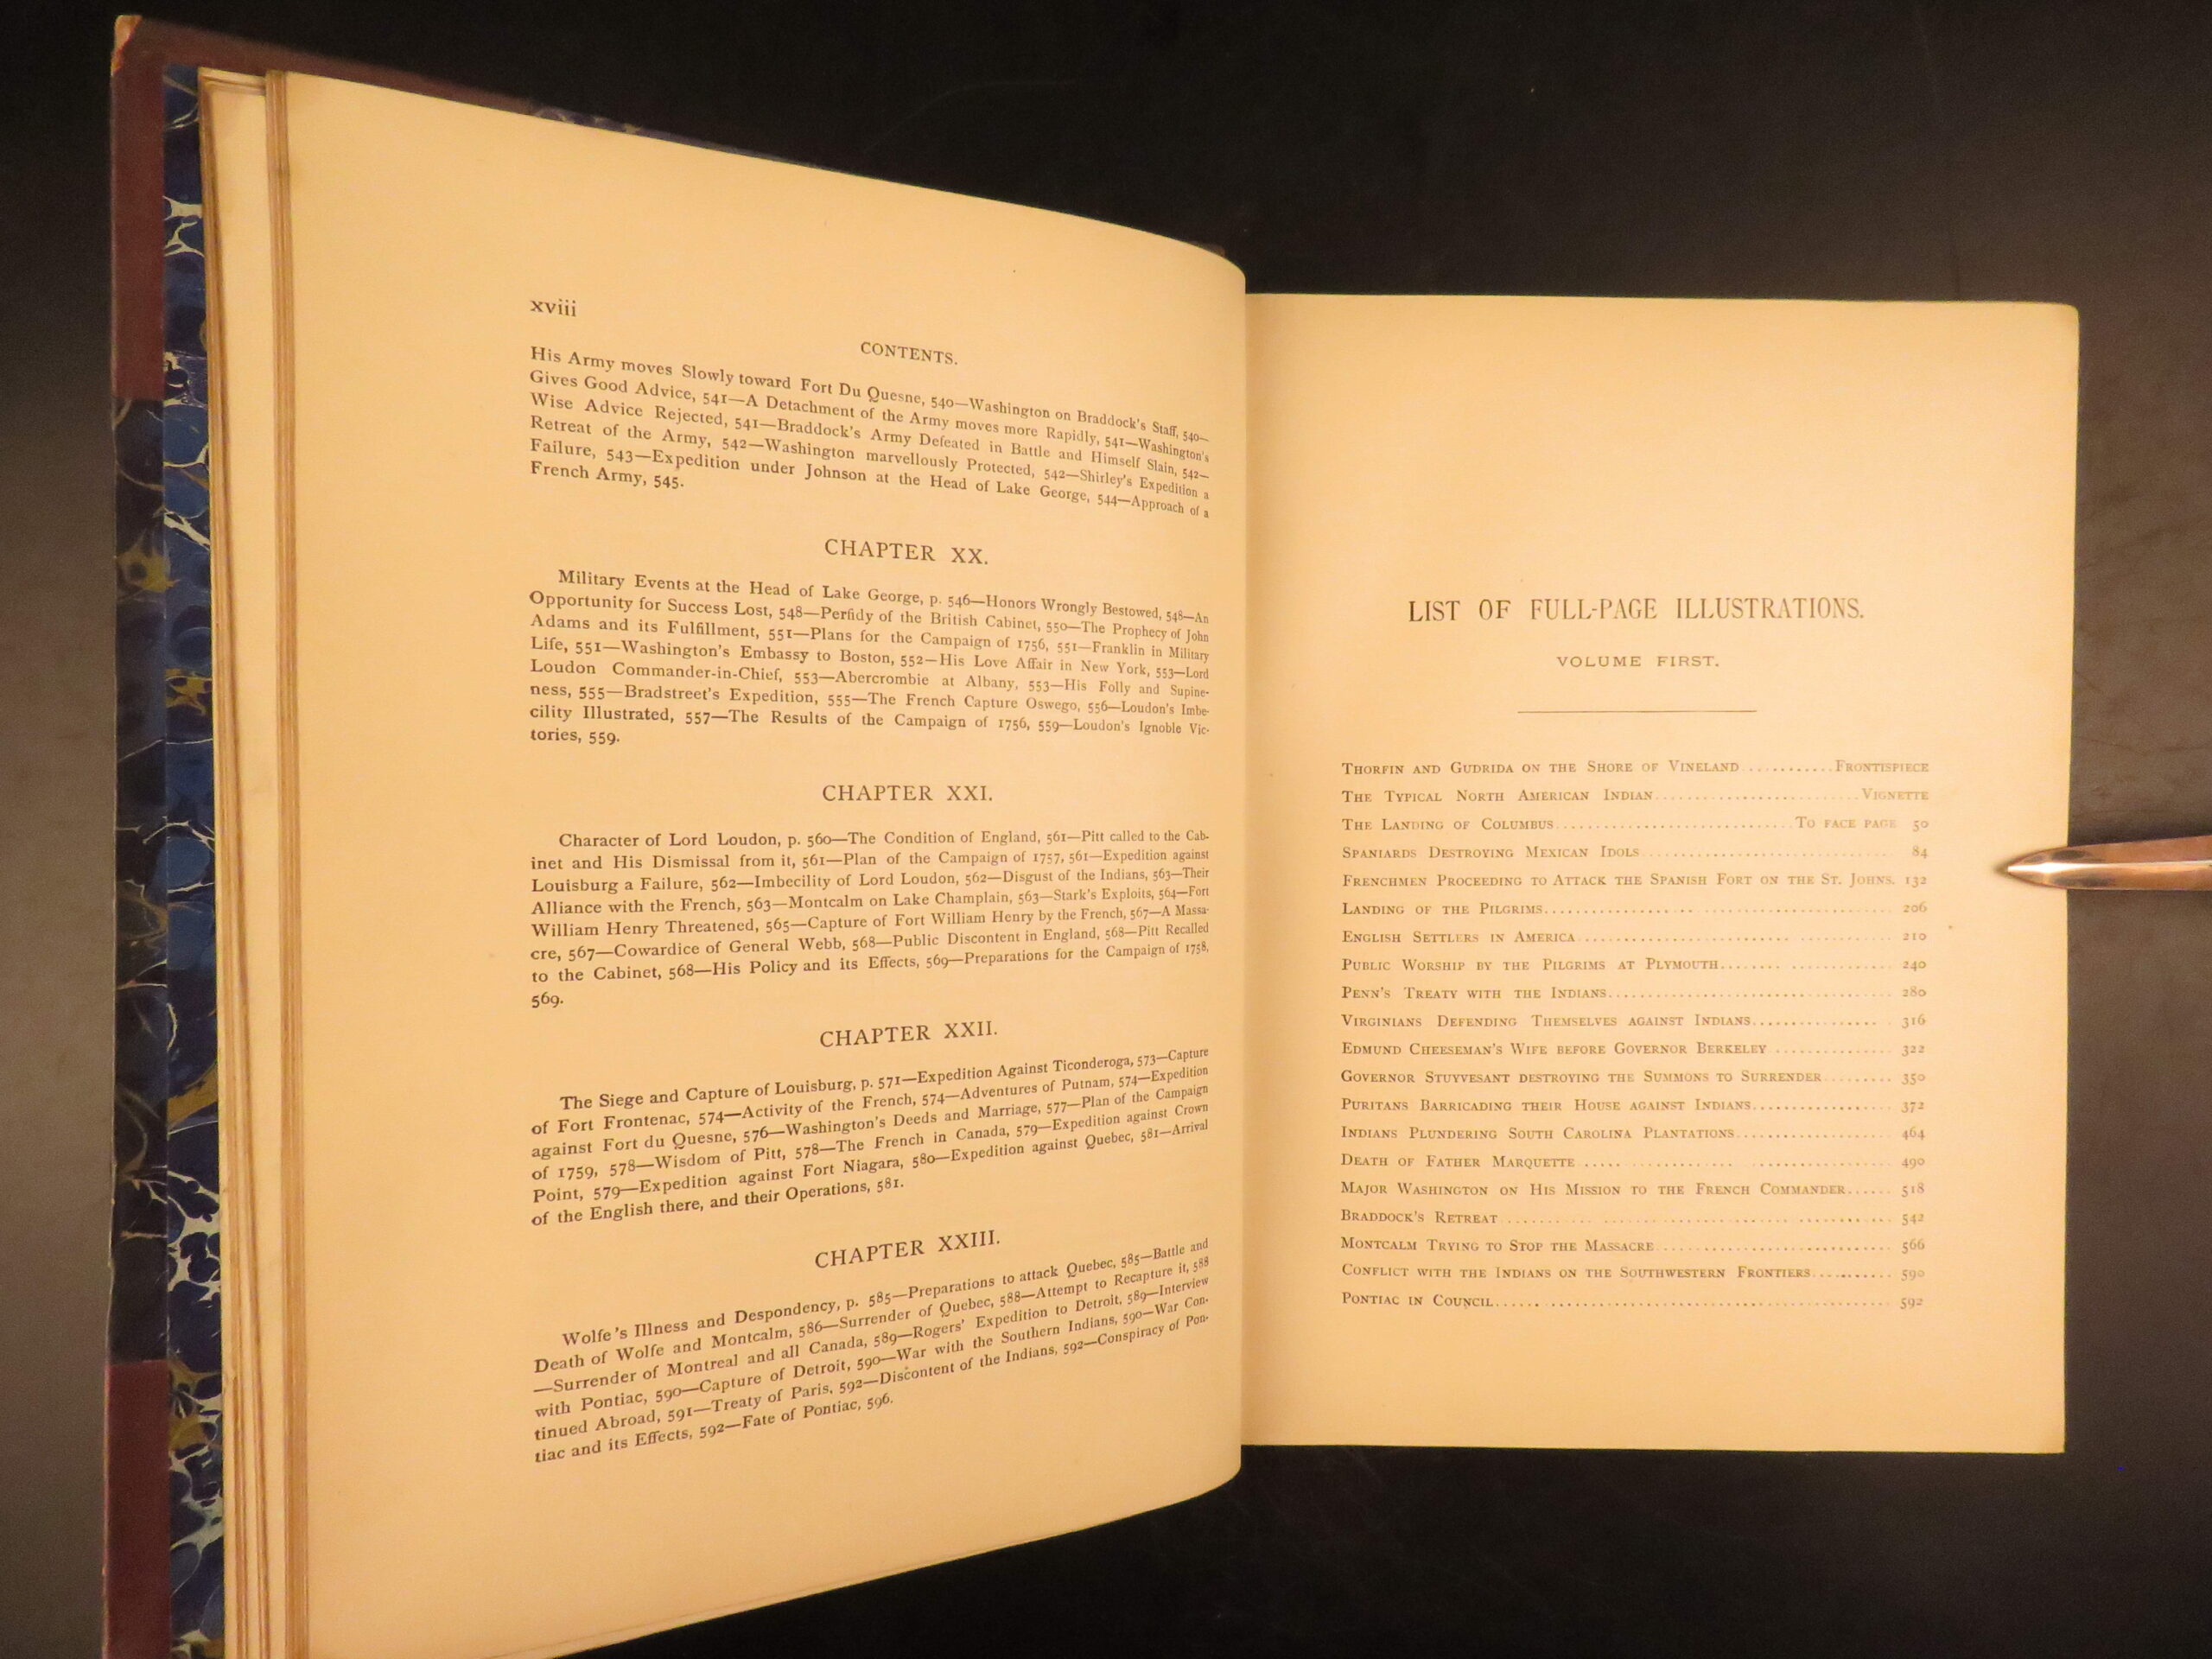 xviii
CONTENTS.
His Army moves Slowly toward Fort Du Quesne, 540—Washington on Braddock's Staff, 540—
Gives Good Advice, 541—A Detachment of the Army moves more Rapidly, 541—Washington's
Wise Advice Rejected, 541—Braddock's Army Defeated in Battle and Himself Slain, 542—
Retreat of the Army, 542—Washington marvellously Protected, 542—Shirley's Expedition a
Failure, 543—Expedition under Johnson at the Head of Lake George, 544—Approach of a
French Army, 545.
CHAPTER XX.
Military Events at the Head of Lake George, p. 546—Honors Wrongly Bestowed, 548—An
Opportunity for Success Lost, 548—Perfidy of the British Cabinet, 550—The Prophecy of John
Adams and its Fulfillment, 551—Plans for the Campaign of 1756, 551—Franklin in Military
Life, 551—Washington's Embassy to Boston, 552—His Love Affair in New York, 553—Lord
Loudon Commander-in-Chief, 553—Abercrombie at Albany, 553—His Folly and Supine-
ness, 555—Bradstreet's Expedition, 555—The French Capture Oswego, 556—Loudon's Imbe-
cility Illustrated, 557—The Results of the Campaign of 1756, 559—Loudon's Ignoble Vic-
tories, 559.
CHAPTER XXI.
Character of Lord Loudon, p. 560—The Condition of England, 561—Pitt called to the Cab-
inet and His Dismissal from it, 561—Plan of the Campaign of 1757, 561—Expedition against
Louisburg a Failure, 562—Imbecility of Lord Loudon, 562—Disgust of the Indians, 563—Their
Alliance with the French, 563—Montcalm on Lake Champlain, 563—Stark's Exploits, 564—Fort
William Henry Threatened, 565—Capture of Fort William Henry by the French, 567—A Massa-
cre, 567—Cowardice of General Webb, 568—Public Discontent in England, 568—Pitt Recalled
to the Cabinet, 568—His Policy and its Effects, 569—Preparations for the Campaign of 1758,
569.
CHAPTER XXII.
The Siege and Capture of Louisburg, p. 571—Expedition Against Ticonderoga, 573—Capture
of Fort Frontenac, 574—Activity of the French, 574—Adventures of Putnam, 574—Expedition
against Fort du Quesne, 576—Washington's Deeds and Marriage, 577—Plan of the Campaign
of 1759, 578—Wisdom of Pitt, 578—The French in Canada, 579—Expedition against Crown
Point, 579—Expedition against Fort Niagara, 580—Expedition against Quebec, 581—Arrival
of the English there, and their Operations, 581.
CHAPTER XXIII.
Wolfe's Illness and Despondency, p. 585—Preparations to attack Quebec, 585—Battle and
Death of Wolfe and Montcalm, 586—Surrender of Quebec, 588—Attempt to Recapture it, 588
—Surrender of Montreal and all Canada, 589—Rogers' Expedition to Detroit, 589—Interview
with Pontiac, 590—Capture of Detroit, 590—War with the Southern Indians, 590—War Con-
tinued Abroad, 591—Treaty of Paris, 592—Discontent of the Indians, 592—Conspiracy of Pon-
tiac and its Effects, 592—Fate of Pontiac, 596.
LIST OF FULL-PAGE ILLUSTRATIONS.
VOLUME FIRST.
THORFIN AND GUDRIDA ON THE SHORE OF VINELAND............FRONTISPIECE
THE TYPICAL NORTH AMERICAN INDIAN........................VIGNETTE
THE LANDING OF COLUMBUS............................TO FACE PAGE 50
SPANIARDS DESTROYING MEXICAN IDOLS............................ 84
FRENCHMEN PROCEEDING TO ATTACK THE SPANISH FORT ON THE ST. JOHNS. 132
LANDING OF THE PILGRIMS........................................ 206
ENGLISH SETTLERS IN AMERICA.................................... 210
PUBLIC WORSHIP BY THE PILGRIMS AT PLYMOUTH..................... 240
PENN'S TREATY WITH THE INDIANS................................. 280
VIRGINIANS DEFENDING THEMSELVES AGAINST INDIANS................ 316
EDMUND CHEESEMAN'S WIFE BEFORE GOVERNOR BERKELEY............... 322
GOVERNOR STUYVESANT DESTROYING THE SUMMONS TO SURRENDER......... 350
PURITANS BARRICADING THEIR HOUSE AGAINST INDIANS................. 372
INDIANS PLUNDERING SOUTH CAROLINA PLANTATIONS................... 464
DEATH OF FATHER MARQUETTE...................................... 490
MAJOR WASHINGTON ON HIS MISSION TO THE FRENCH COMMANDER...... 518
BRADDOCK'S RETREAT............................................. 542
MONTCALM TRYING TO STOP THE MASSACRE........................... 566
CONFLICT WITH THE INDIANS ON THE SOUTHWESTERN FRONTIERS.......... 590
PONTIAC IN COUNCIL............................................. 592